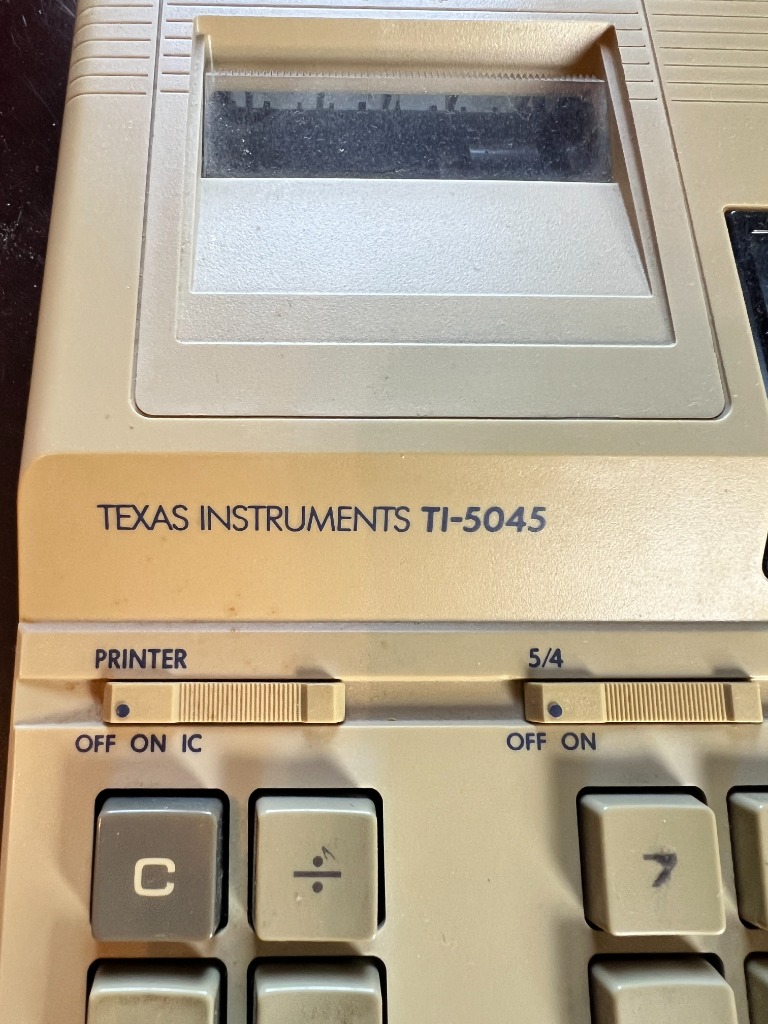 TEXAS INSTRUMENTS TI-5045
PRINTER 5/4
OFF ON IC OFF ON
C ÷ 7